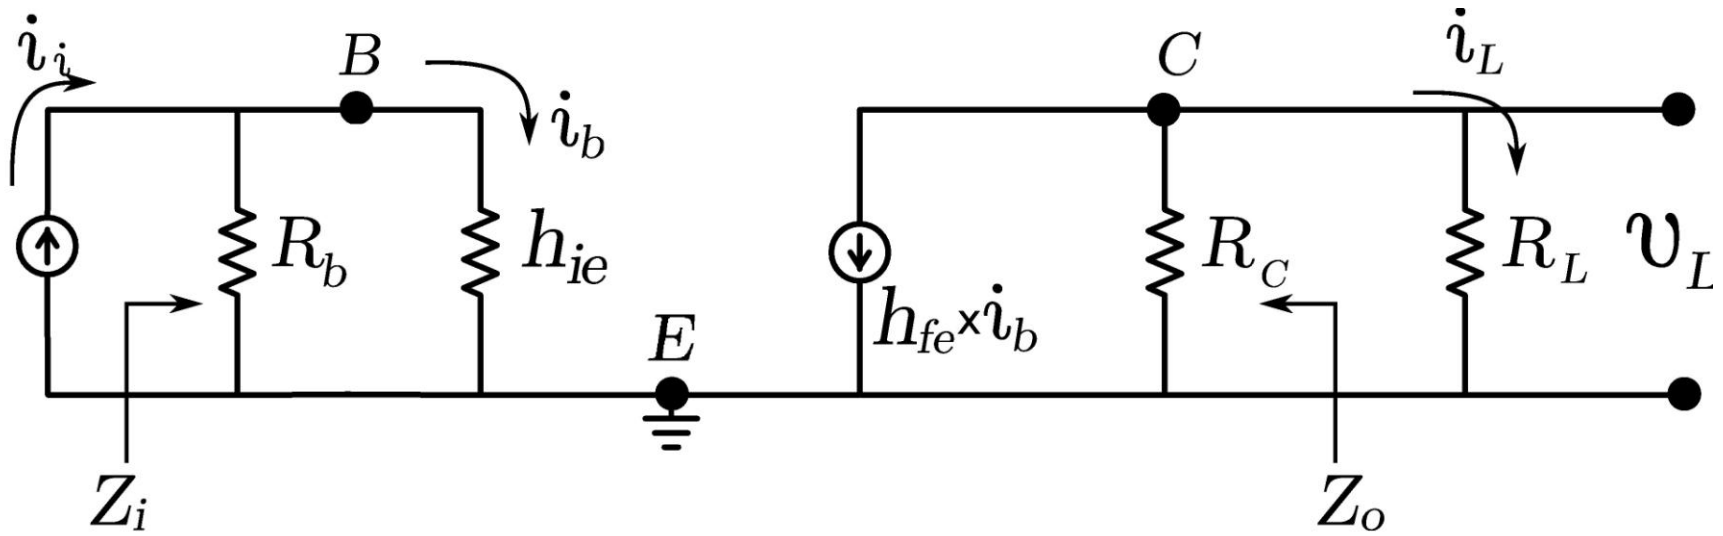 i_i
B
i_b
C
i_L
R_b
h_ie
h_fe×i_b
R_C
R_L
υ_L
E
Z_i
Z_o